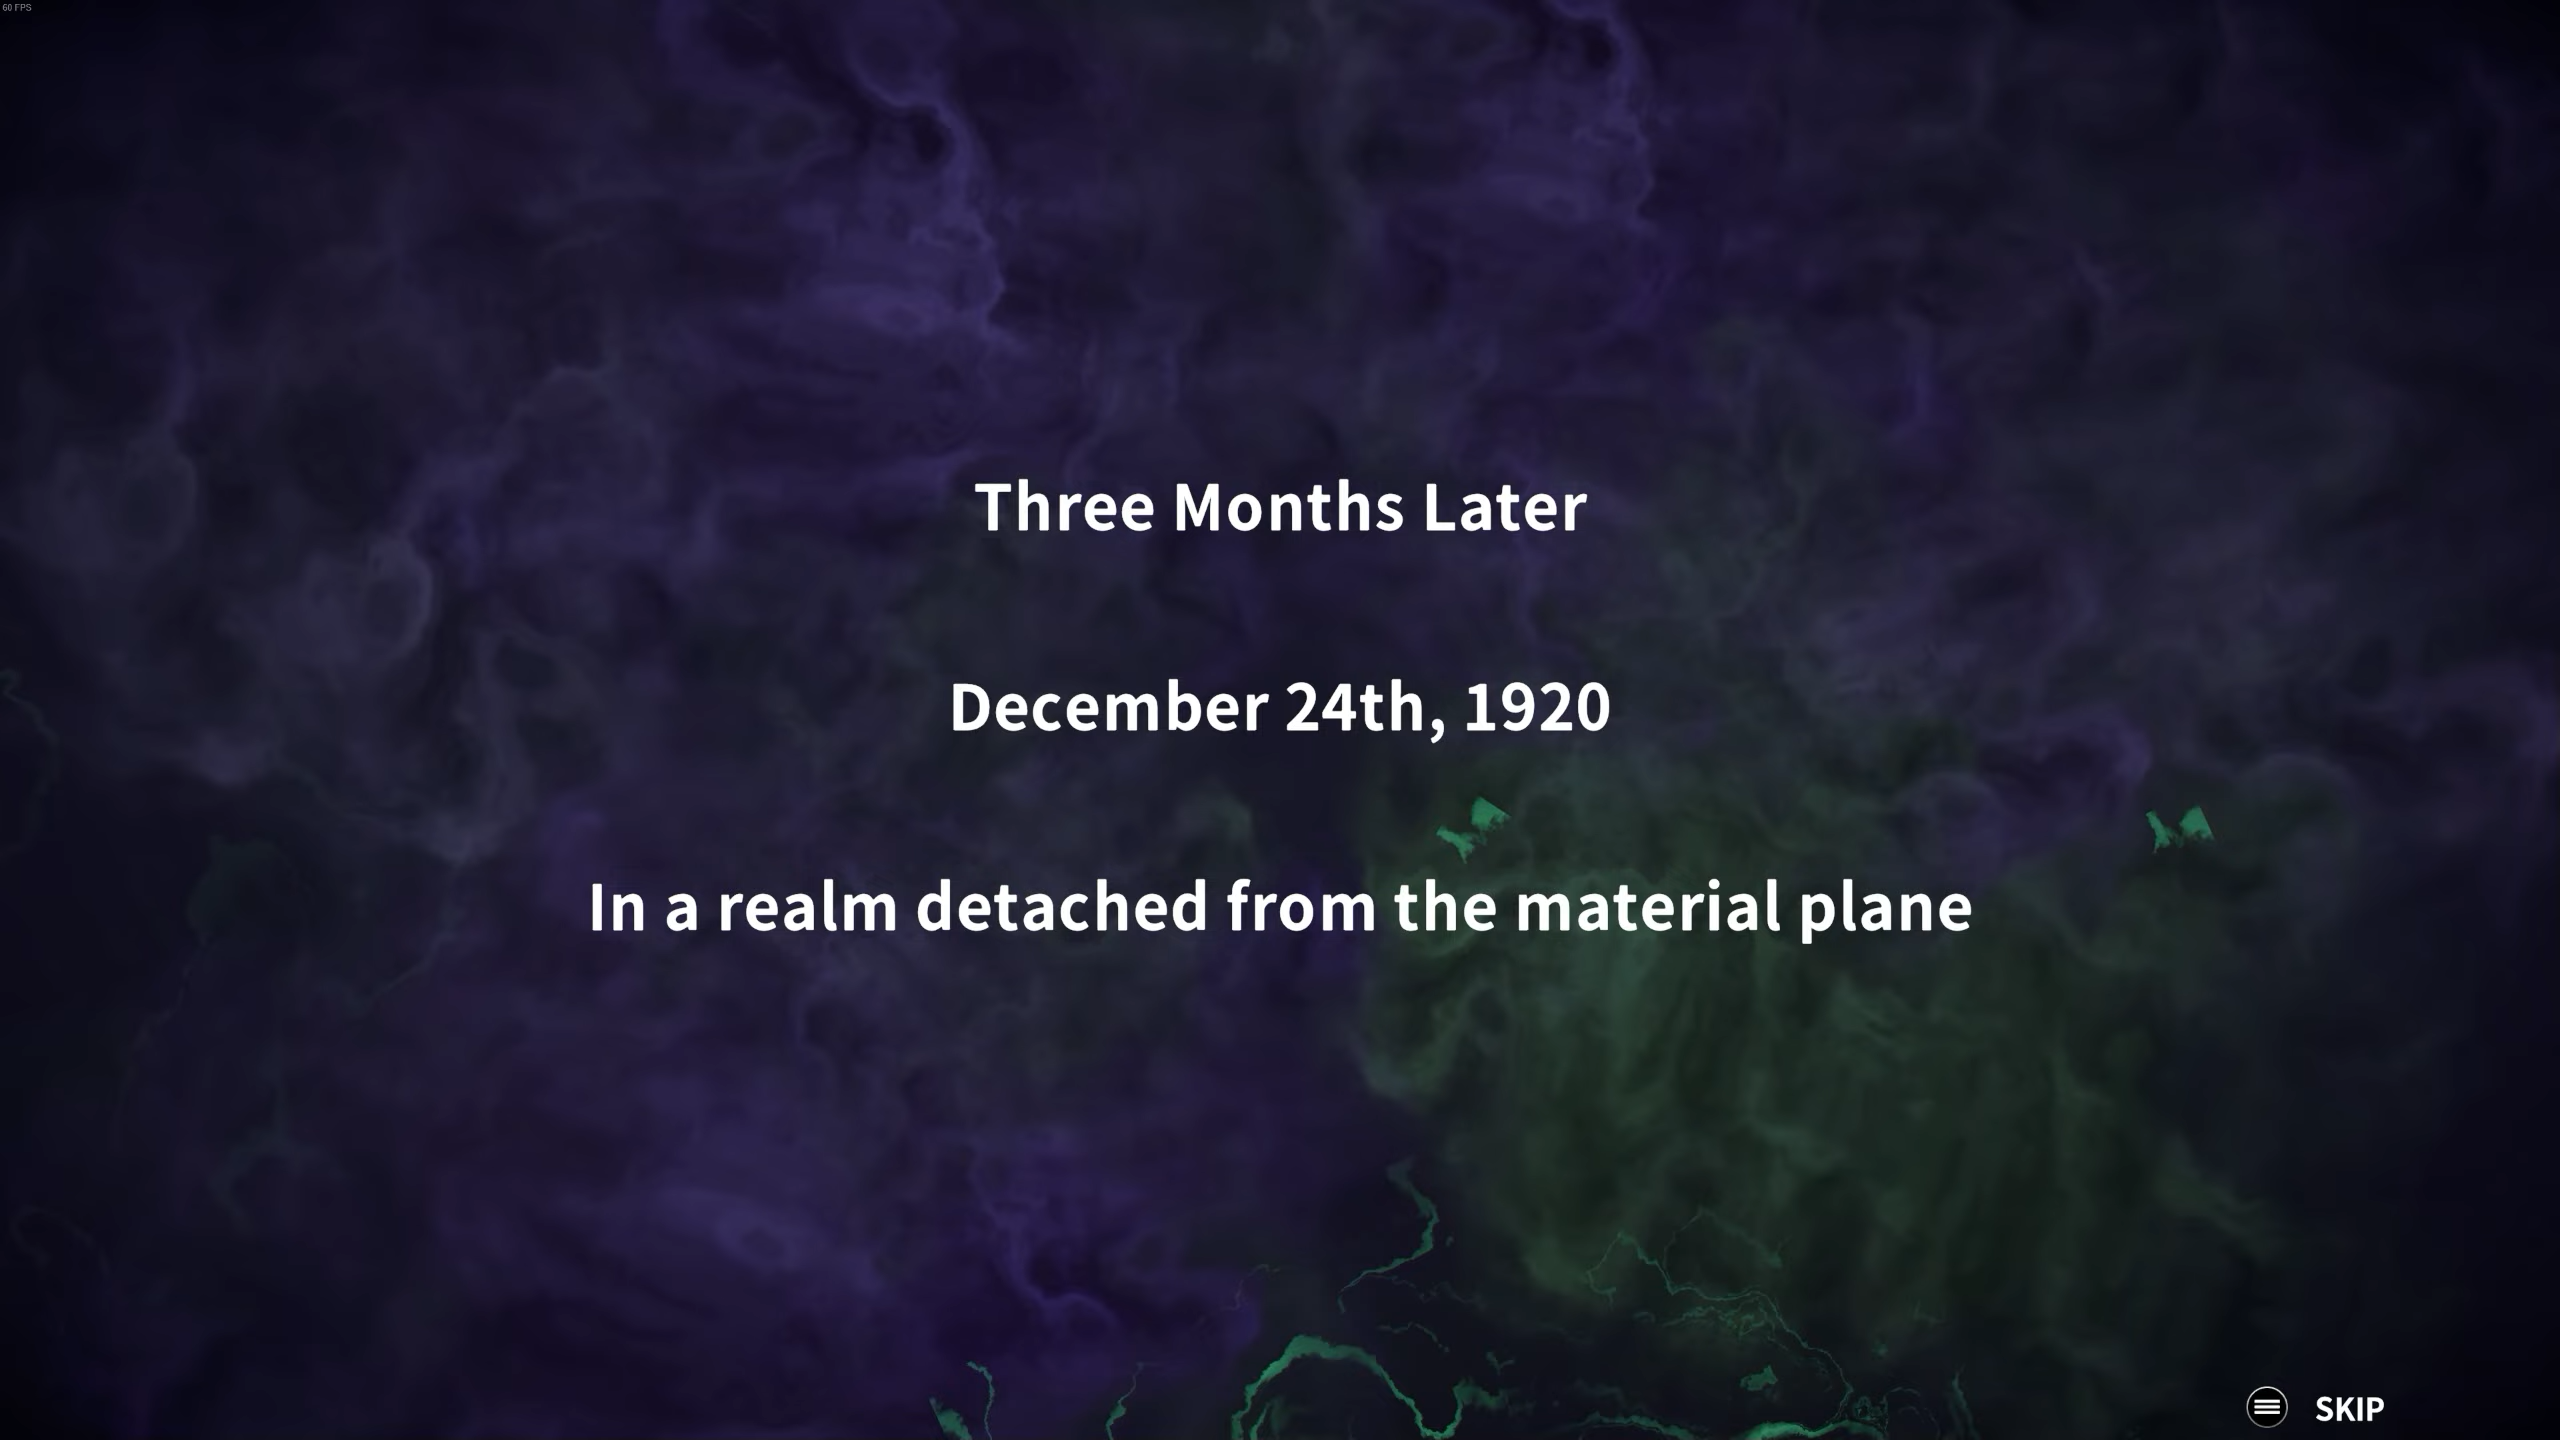 60 FPS
Three Months Later
December 24th, 1920
In a realm detached from the material plane
SKIP